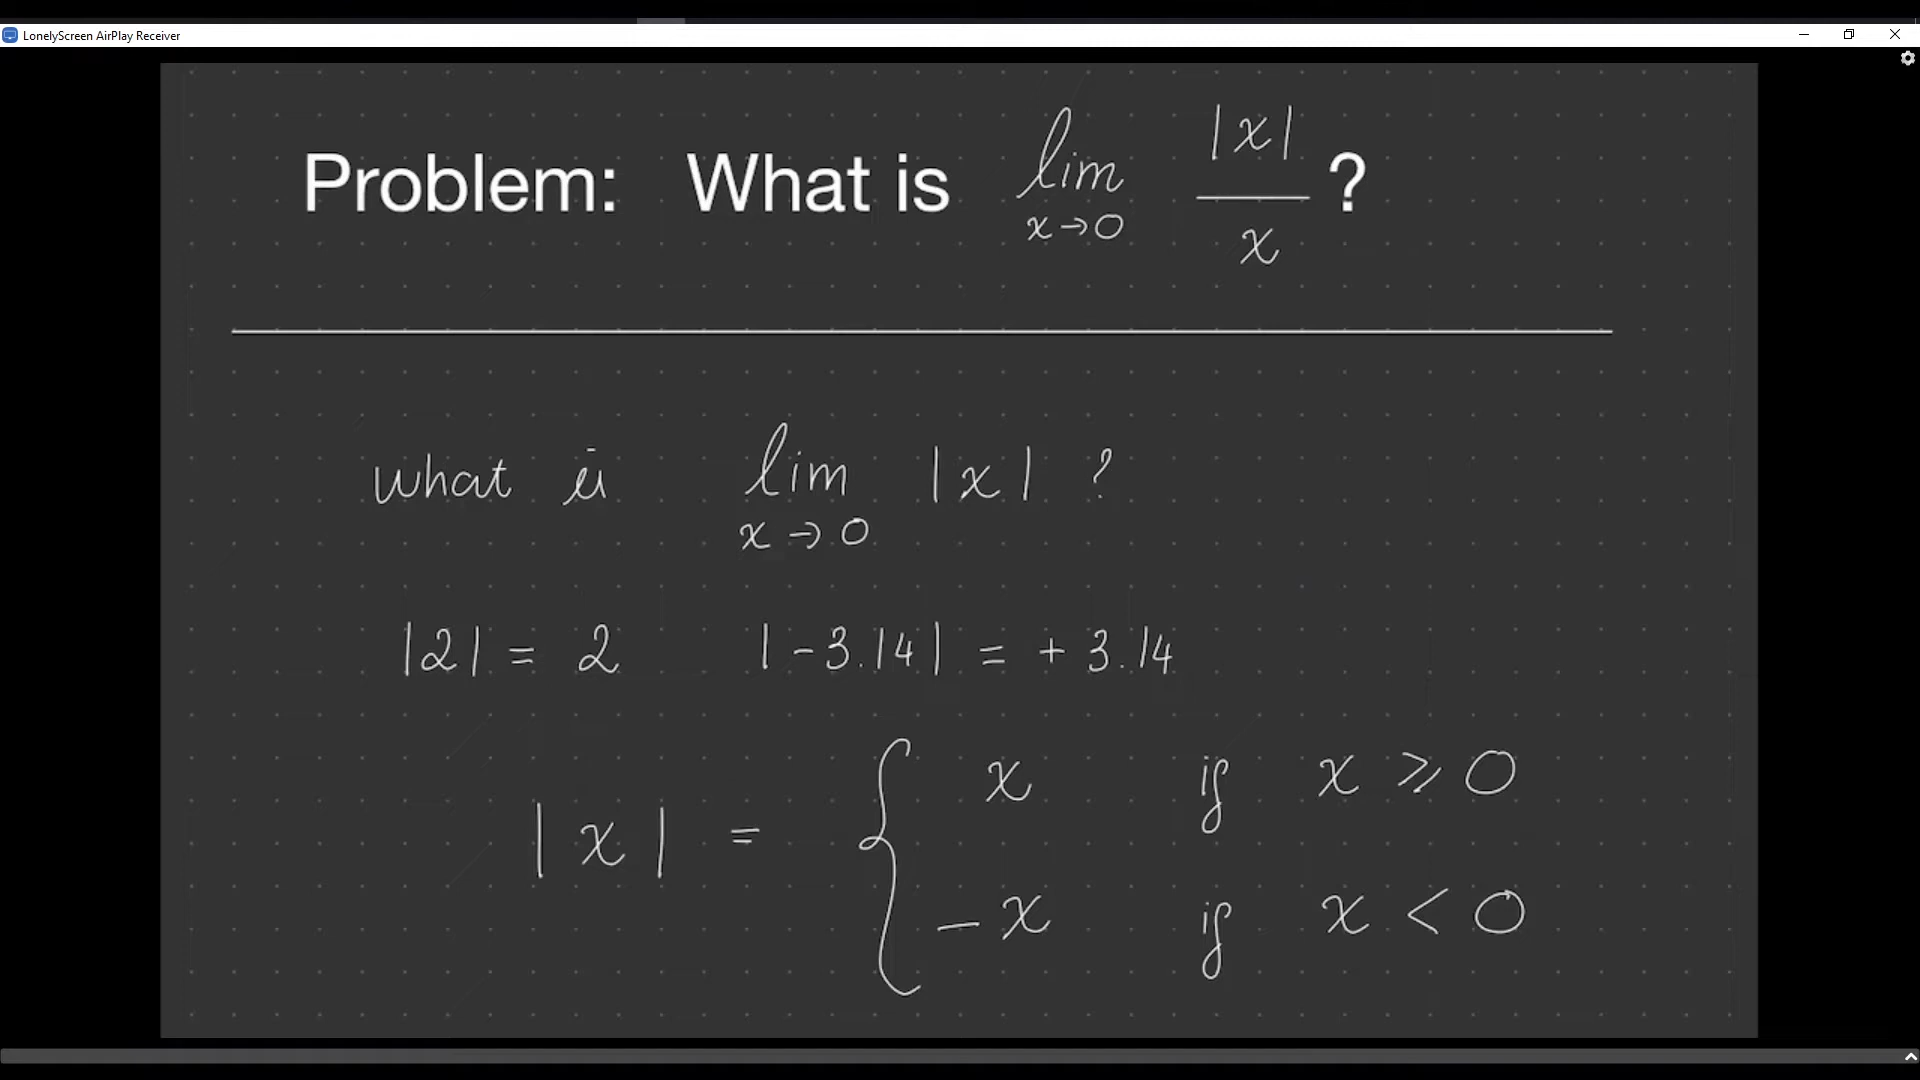 LonelyScreen AirPlay Receiver
Problem: What is lim x→0 |x|/x ?
what is lim x→0 |x| ?
|2| = 2 |-3.14| = + 3.14
|x| = { x if x ⩾ 0
-x if x < 0